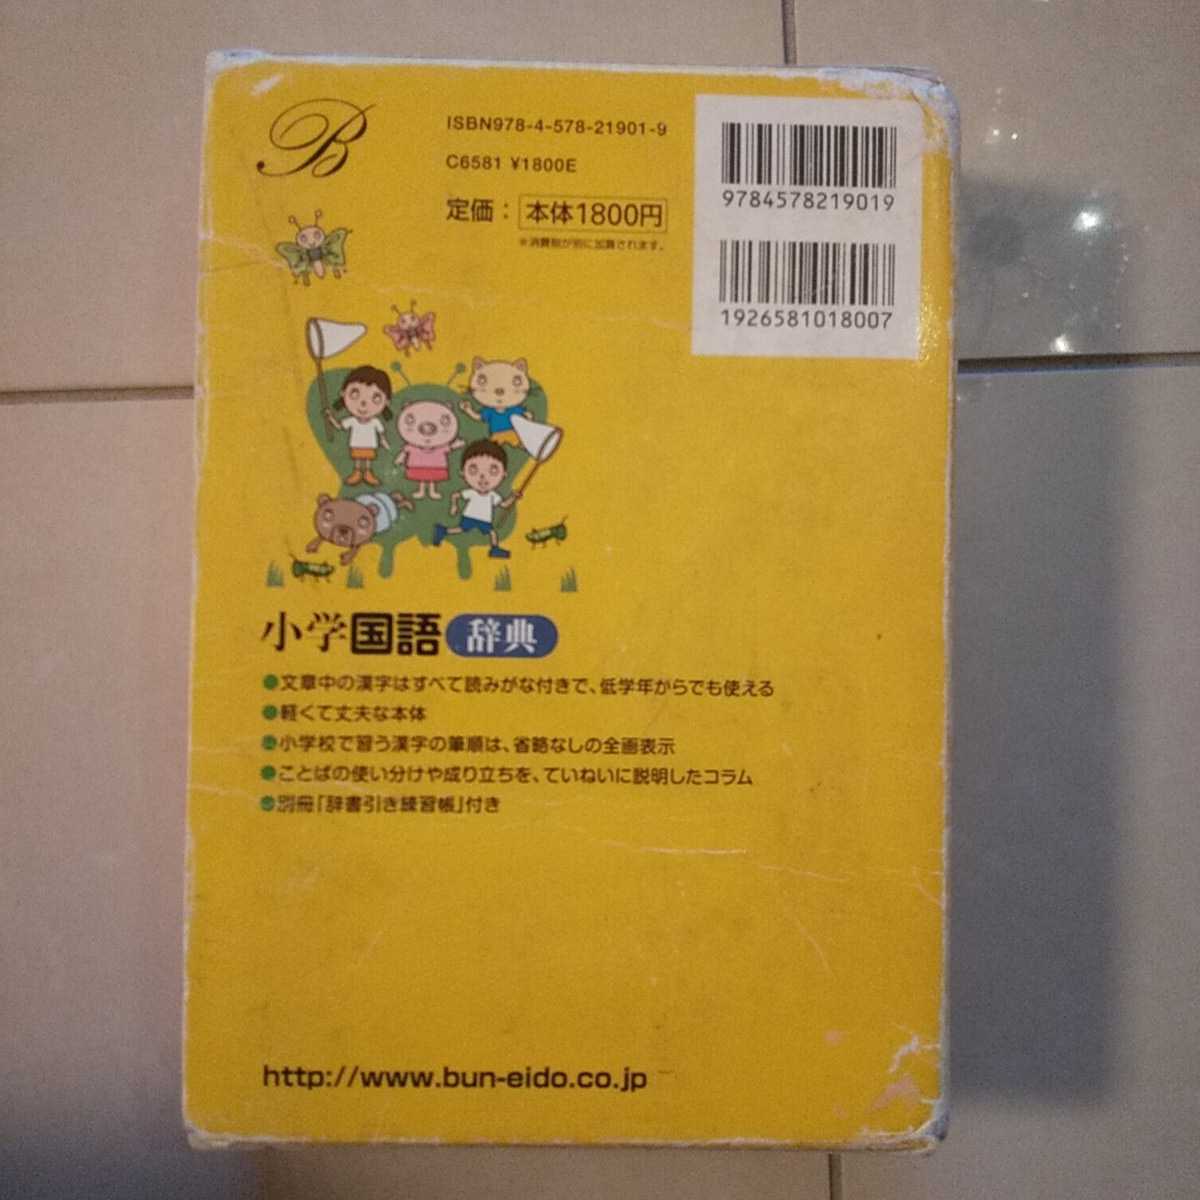 B
ISBN978-4-578-21901-9
C6581 ¥1800E
定価： 本体1800円
※消費税が別に加算されます。
9784578219019
1926581018007
小学国語辞典
●文章中の漢字はすべて読みがな付きで、低学年からでも使える
●軽くて丈夫な本体
●小学校で習う漢字の筆順は、省略なしの全画表示
●ことばの使い分けや成り立ちを、ていねいに説明したコラム
●別冊「辞書引き練習帳」付き
http://www.bun-eido.co.jp